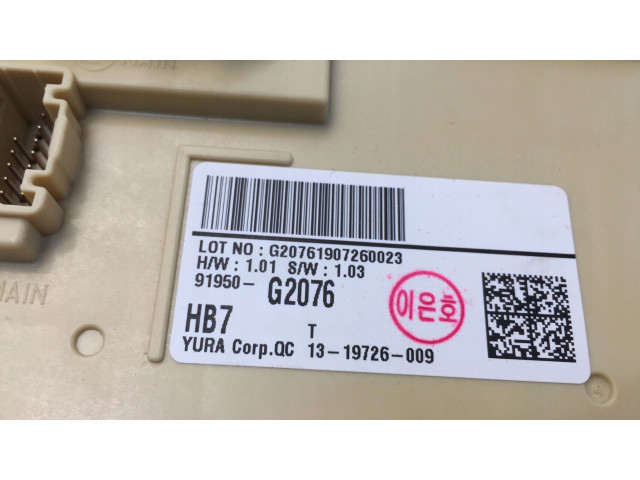 MAIN
LOT NO : G20761907260023
H/W : 1.01 S/W : 1.03
91950- G2076
이은호
HB7 T
YURA Corp.QC 13-19726-009
MAIN